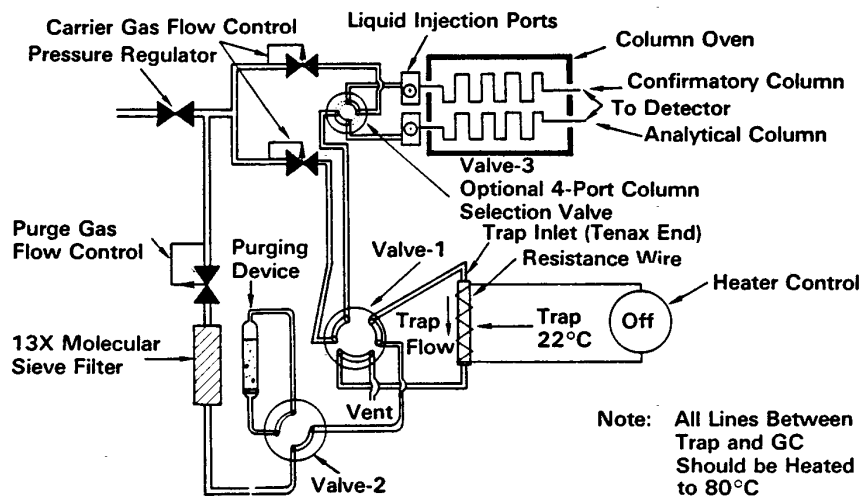 Carrier Gas Flow Control
Pressure Regulator
Liquid Injection Ports
Column Oven
Confirmatory Column
To Detector
Analytical Column
Valve-3
Optional 4-Port Column
Selection Valve
Purge Gas
Flow Control
Purging
Device
Valve-1
Trap Inlet (Tenax End)
Resistance Wire
Heater Control
Trap
Flow
Trap
22°C
Off
13X Molecular
Sieve Filter
Vent
Valve-2
Note: All Lines Between
Trap and GC
Should be Heated
to 80°C